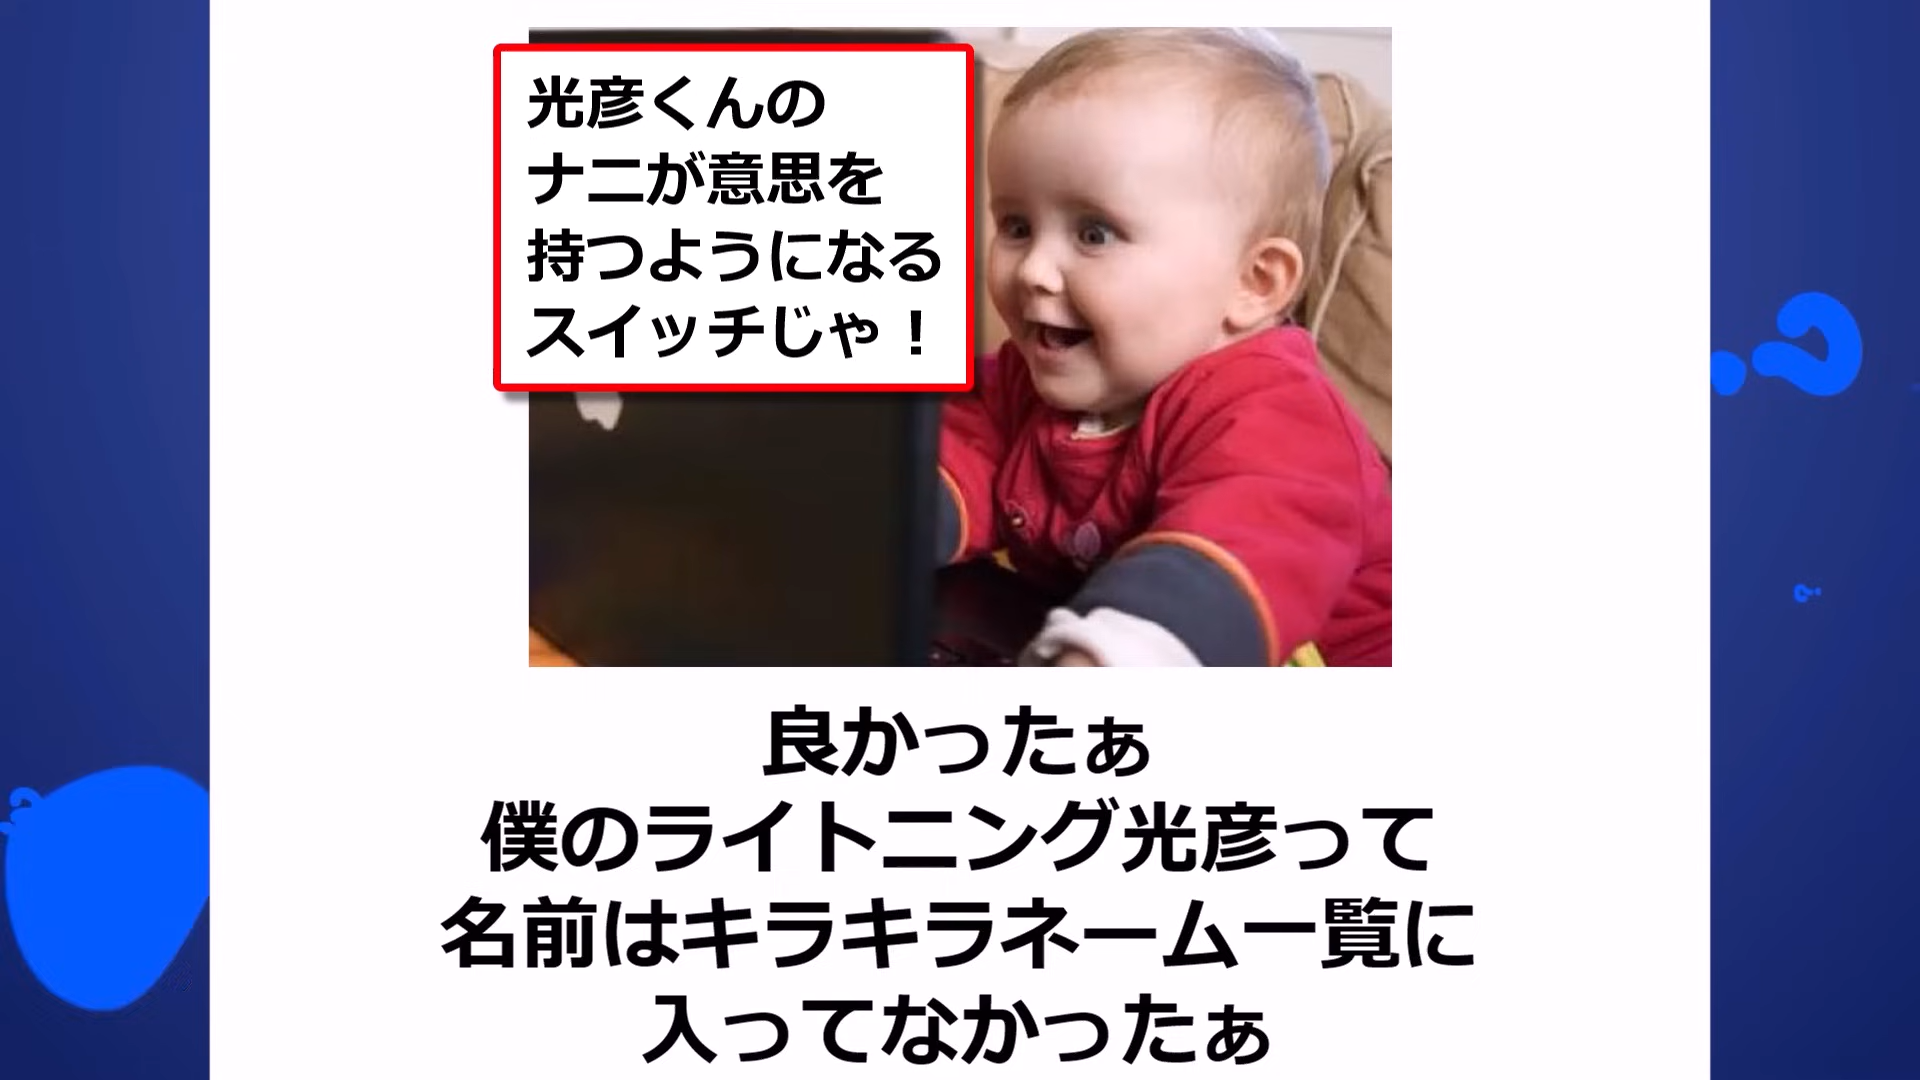 光彦くんの
ナニが意思を
持つようになる
スイッチじゃ！
良かったぁ
僕のライトニング光彦って
名前はキラキラネーム一覧に
入ってなかったぁ